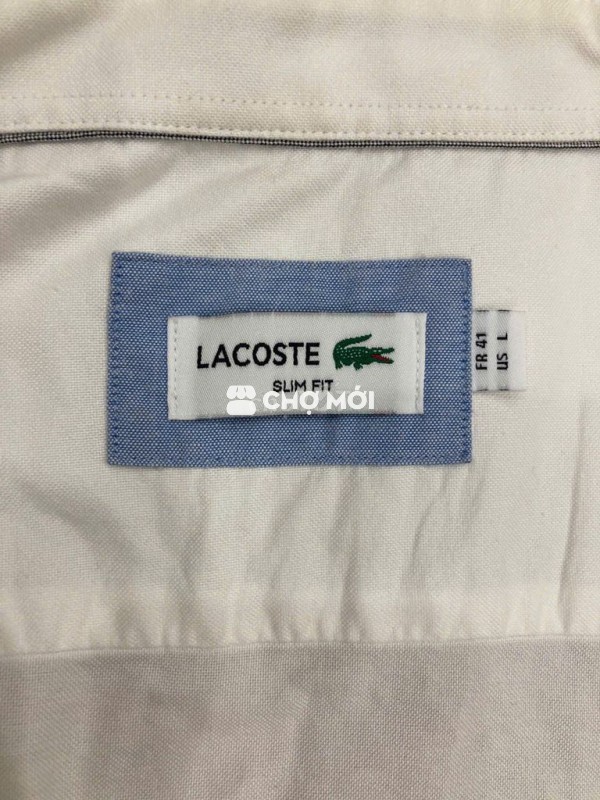 LACOSTE
SLIM FIT
CHỢ MỚI
FR 41
US L